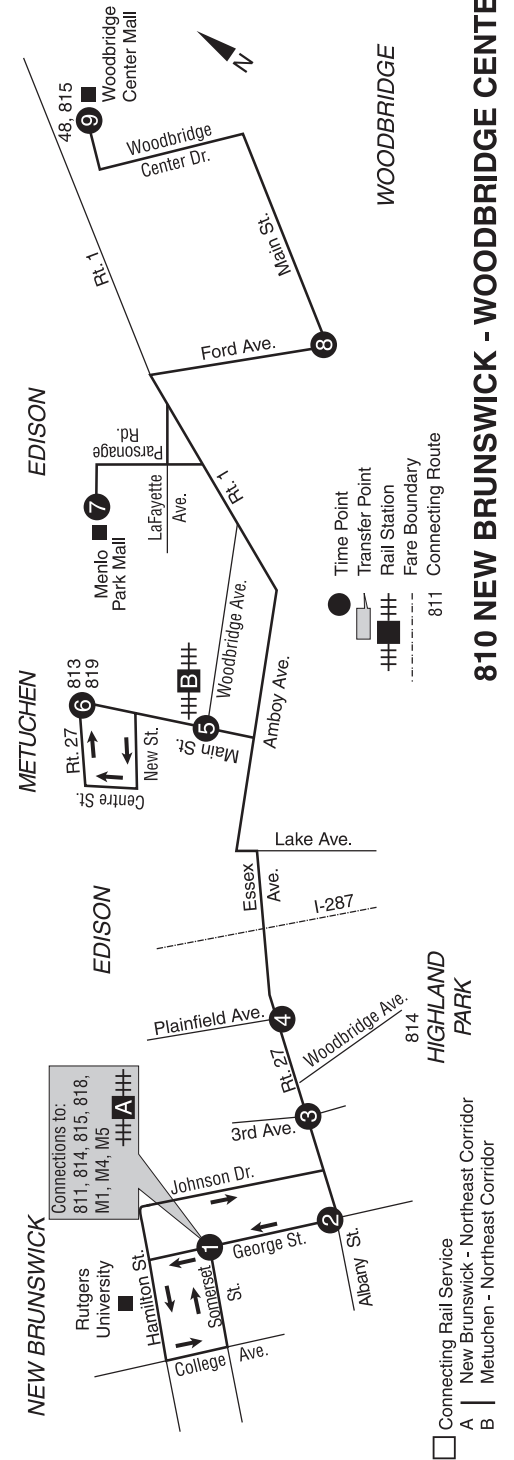 NEW BRUNSWICK
Rutgers
University
Hamilton St.
College Ave.
Somerset
St.
George St.
Johnson Dr.
Albany St.
1
2
Connections to:
811, 814, 815, 818,
M1, M4, M5
A
3rd Ave.
3
Rt. 27
Woodbridge Ave.
814
HIGHLAND
PARK
Plainfield Ave.
4
EDISON
I-287
Essex
Ave.
Lake Ave.
METUCHEN
Rt. 27
Centre St.
New St.
6
813
819
Main St.
5
B
Woodbridge Ave.
Amboy Ave.
EDISON
Menlo
Park Mall
7
Parsonage
Rd.
LaFayette
Ave.
Rt. 1
Rt. 1
Ford Ave.
8
Main St.
Woodbridge
Center Dr.
48, 815
9
Woodbridge
Center Mall
N
WOODBRIDGE
Time Point
Transfer Point
Rail Station
Fare Boundary
811 Connecting Route
Connecting Rail Service
A New Brunswick - Northeast Corridor
B Metuchen - Northeast Corridor
810 NEW BRUNSWICK - WOODBRIDGE CENTE